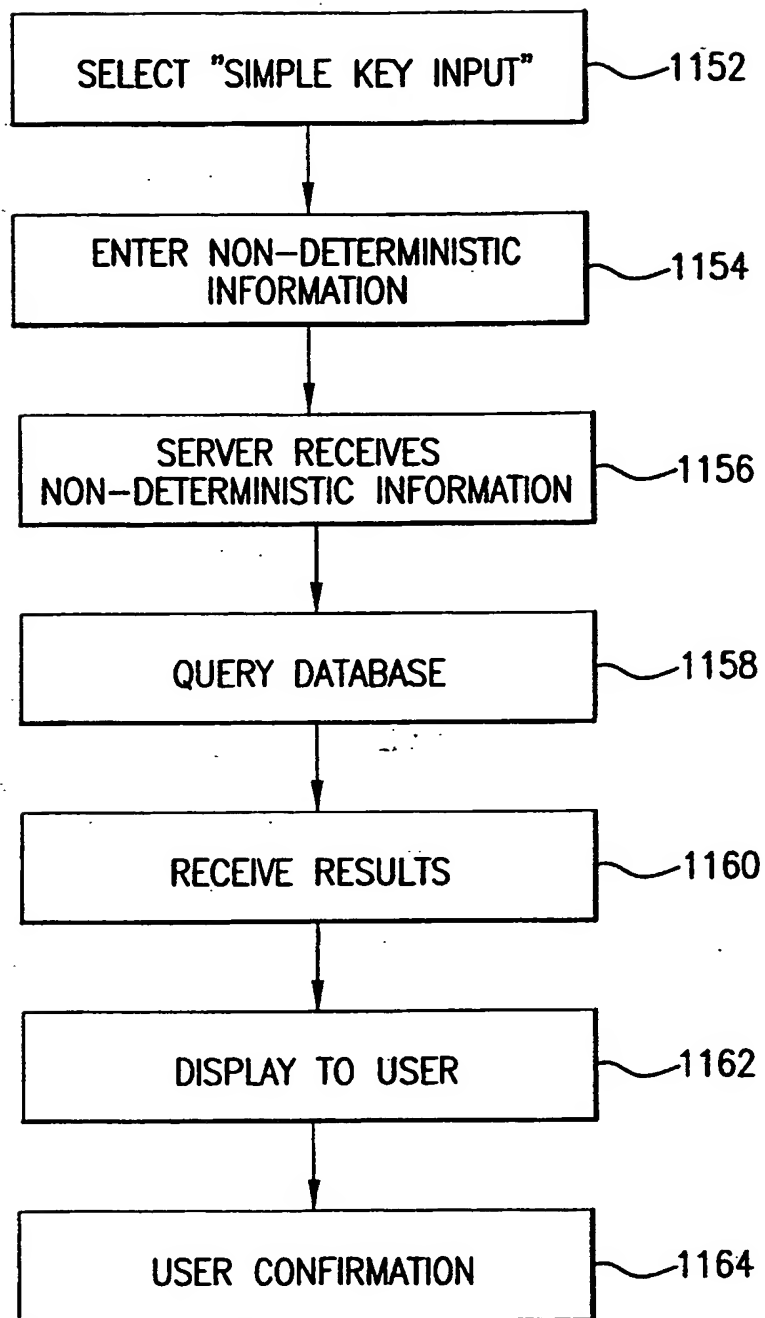 SELECT "SIMPLE KEY INPUT"
1152
ENTER NON-DETERMINISTIC
INFORMATION
1154
SERVER RECEIVES
NON-DETERMINISTIC INFORMATION
1156
QUERY DATABASE
1158
RECEIVE RESULTS
1160
DISPLAY TO USER
1162
USER CONFIRMATION
1164